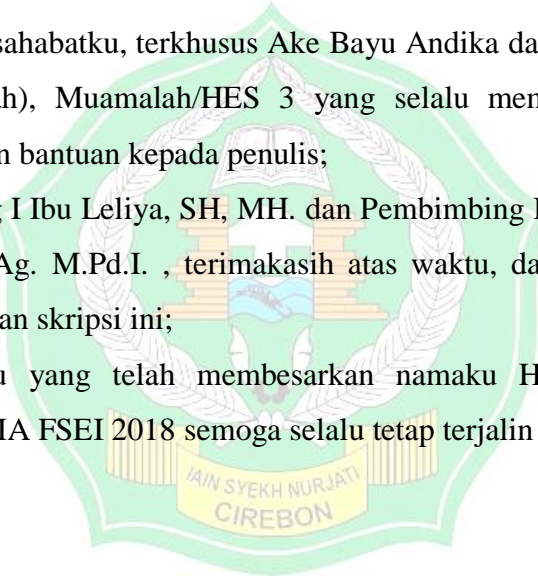 sahabatku, terkhusus Ake Bayu Andika da
ah), Muamalah/HES 3 yang selalu mem
n bantuan kepada penulis;
g I Ibu Leliya, SH, MH. dan Pembimbing
Ag. M.Pd.I. , terimakasih atas waktu, da
an skripsi ini;
u yang telah membesarkan namaku H
MA FSEI 2018 semoga selalu tetap terjalin
IAIN SYEKH NURJATI
CIREBON